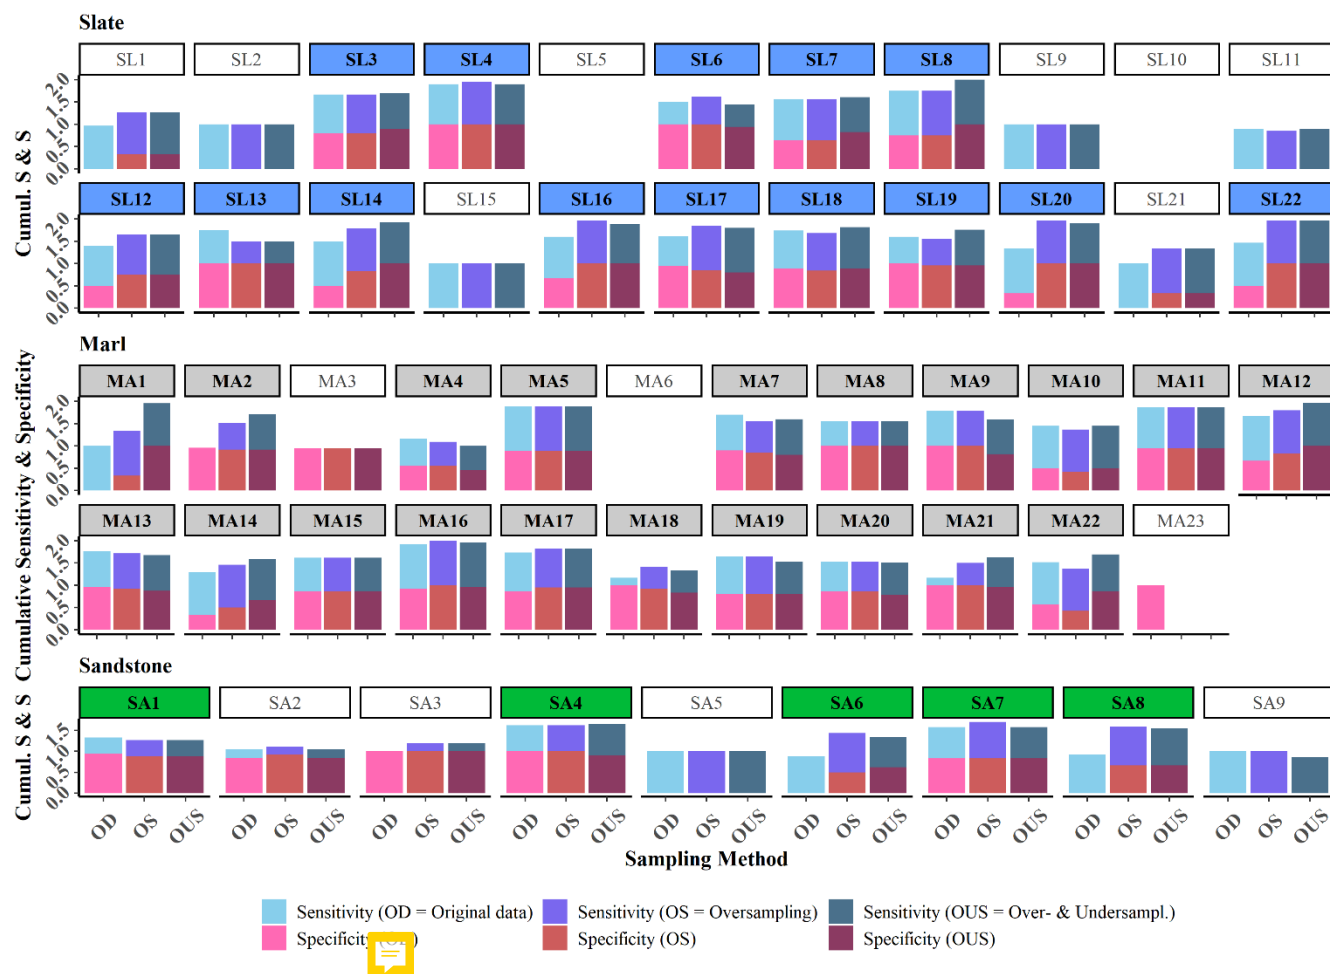 Slate
SL1 SL2 SL3 SL4 SL5 SL6 SL7 SL8 SL9 SL10 SL11
2.0
1.5
1.0
0.5
0.0
Cumul. S & S
SL12 SL13 SL14 SL15 SL16 SL17 SL18 SL19 SL20 SL21 SL22
2.0
1.5
1.0
0.5
0.0
Marl
MA1 MA2 MA3 MA4 MA5 MA6 MA7 MA8 MA9 MA10 MA11 MA12
2.0
1.5
1.0
0.5
0.0
Cumulative Sensitivity & Specificity
MA13 MA14 MA15 MA16 MA17 MA18 MA19 MA20 MA21 MA22 MA23
2.0
1.5
1.0
0.5
0.0
Sandstone
SA1 SA2 SA3 SA4 SA5 SA6 SA7 SA8 SA9
Cumul. S & S
1.5
1.0
0.5
0.0
OD OS OUS OD OS OUS OD OS OUS OD OS OUS OD OS OUS OD OS OUS OD OS OUS OD OS OUS OD OS OUS
Sampling Method
Sensitivity (OD = Original data) Sensitivity (OS = Oversampling) Sensitivity (OUS = Over- & Undersampl.)
Specificity Specificity (OS) Specificity (OUS)